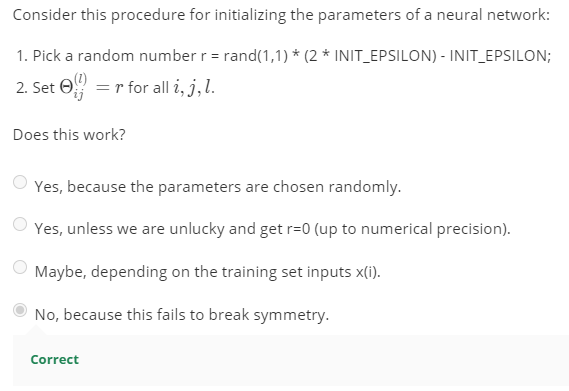 Consider this procedure for initializing the parameters of a neural network:
1. Pick a random number r = rand(1,1) * (2 * INIT_EPSILON) - INIT_EPSILON;
2. Set Θ_{ij}^{(l)} = r for all i, j, l.
Does this work?
Yes, because the parameters are chosen randomly.
Yes, unless we are unlucky and get r=0 (up to numerical precision).
Maybe, depending on the training set inputs x(i).
No, because this fails to break symmetry.
Correct